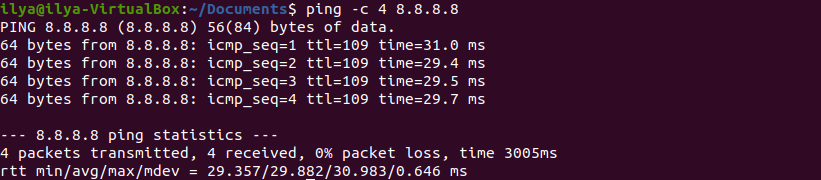 ilya@ilya-VirtualBox:~/Documents$ ping -c 4 8.8.8.8
PING 8.8.8.8 (8.8.8.8) 56(84) bytes of data.
64 bytes from 8.8.8.8: icmp_seq=1 ttl=109 time=31.0 ms
64 bytes from 8.8.8.8: icmp_seq=2 ttl=109 time=29.4 ms
64 bytes from 8.8.8.8: icmp_seq=3 ttl=109 time=29.5 ms
64 bytes from 8.8.8.8: icmp_seq=4 ttl=109 time=29.7 ms
--- 8.8.8.8 ping statistics ---
4 packets transmitted, 4 received, 0% packet loss, time 3005ms
rtt min/avg/max/mdev = 29.357/29.882/30.983/0.646 ms